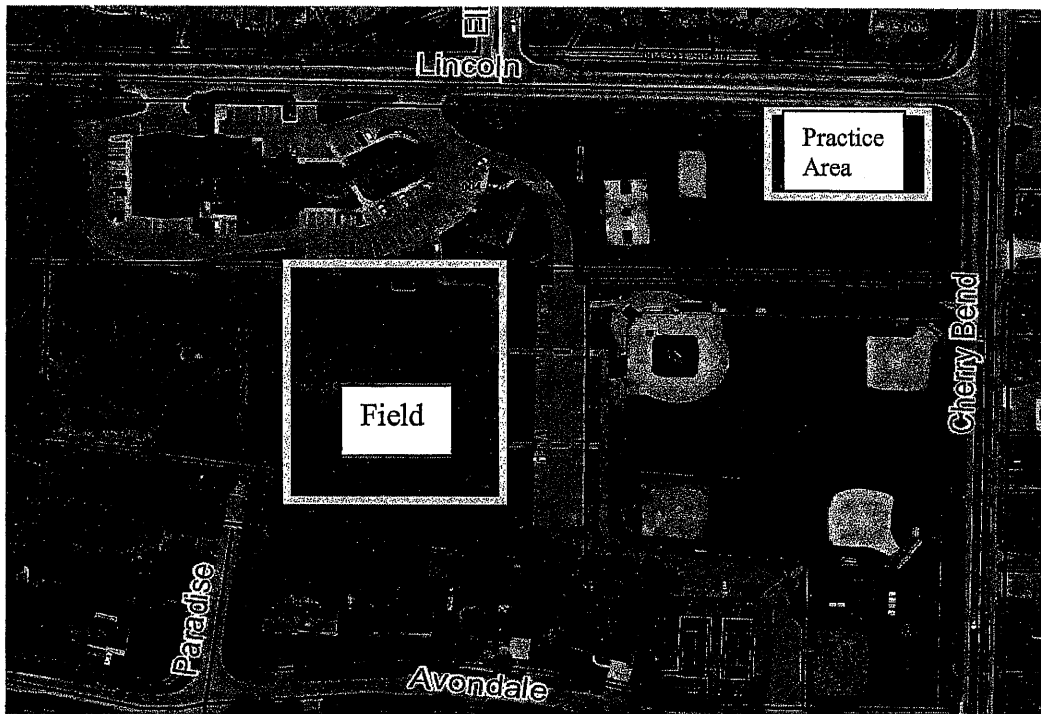 Lincoln
Practice
Area
Field
Cherry Bend
Paradise
Avondale